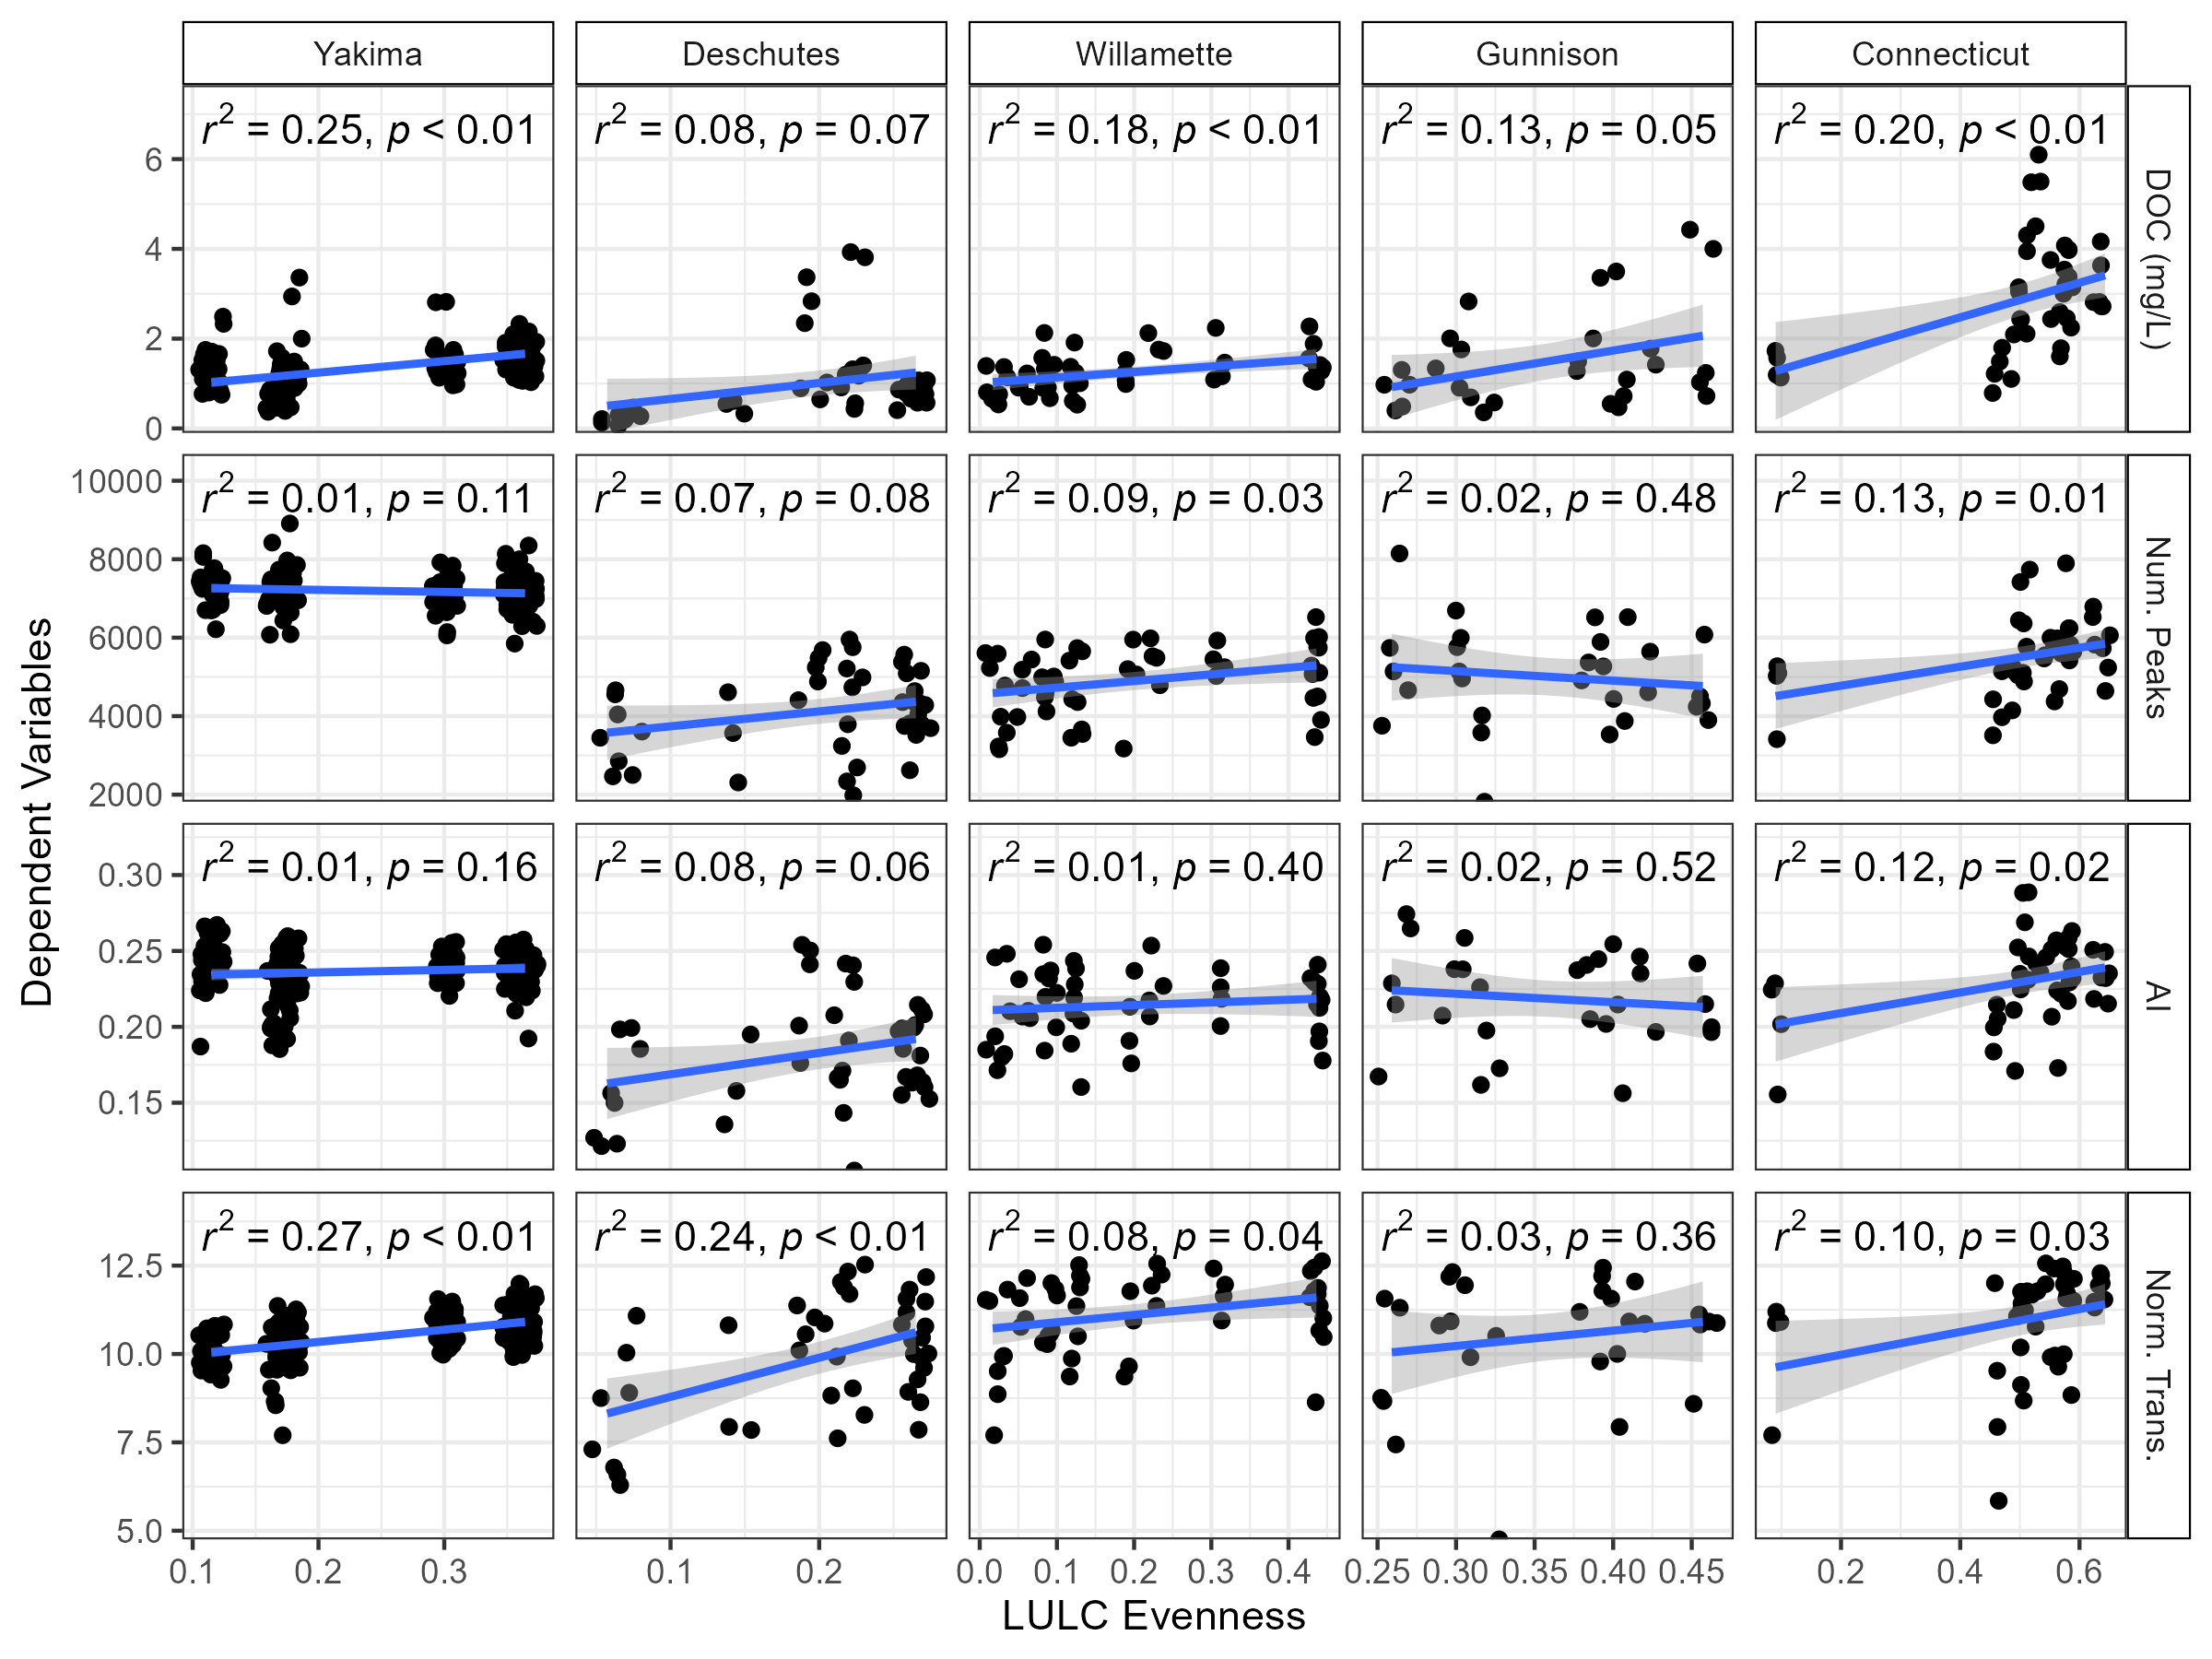 Yakima Deschutes Willamette Gunnison Connecticut
r² = 0.25, p < 0.01 r² = 0.08, p = 0.07 r² = 0.18, p < 0.01 r² = 0.13, p = 0.05 r² = 0.20, p < 0.01
6
4
2
0
DOC (mg/L)
r² = 0.01, p = 0.11 r² = 0.07, p = 0.08 r² = 0.09, p = 0.03 r² = 0.02, p = 0.48 r² = 0.13, p = 0.01
10000
8000
6000
4000
2000
Num. Peaks
Dependent Variables
r² = 0.01, p = 0.16 r² = 0.08, p = 0.06 r² = 0.01, p = 0.40 r² = 0.02, p = 0.52 r² = 0.12, p = 0.02
0.30
0.25
0.20
0.15
AI
r² = 0.27, p < 0.01 r² = 0.24, p < 0.01 r² = 0.08, p = 0.04 r² = 0.03, p = 0.36 r² = 0.10, p = 0.03
12.5
10.0
7.5
5.0
Norm. Trans.
0.1 0.2 0.3 0.1 0.2 0.0 0.1 0.2 0.3 0.4 0.25 0.30 0.35 0.40 0.45 0.2 0.4 0.6
LULC Evenness